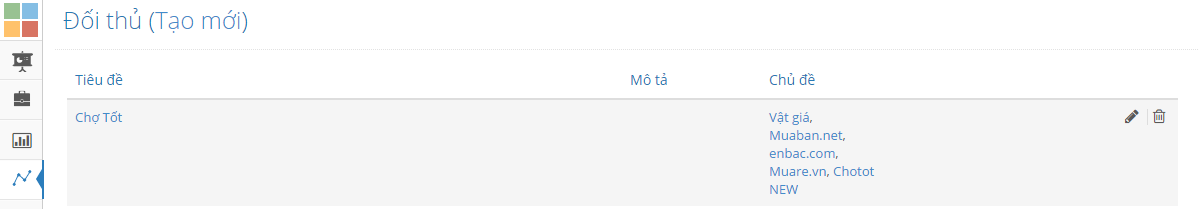 Đối thủ (Tạo mới)
Tiêu đề Mô tả Chủ đề
Chợ Tốt Vật giá,
Muaban.net,
enbac.com,
Muare.vn, Chotot
NEW